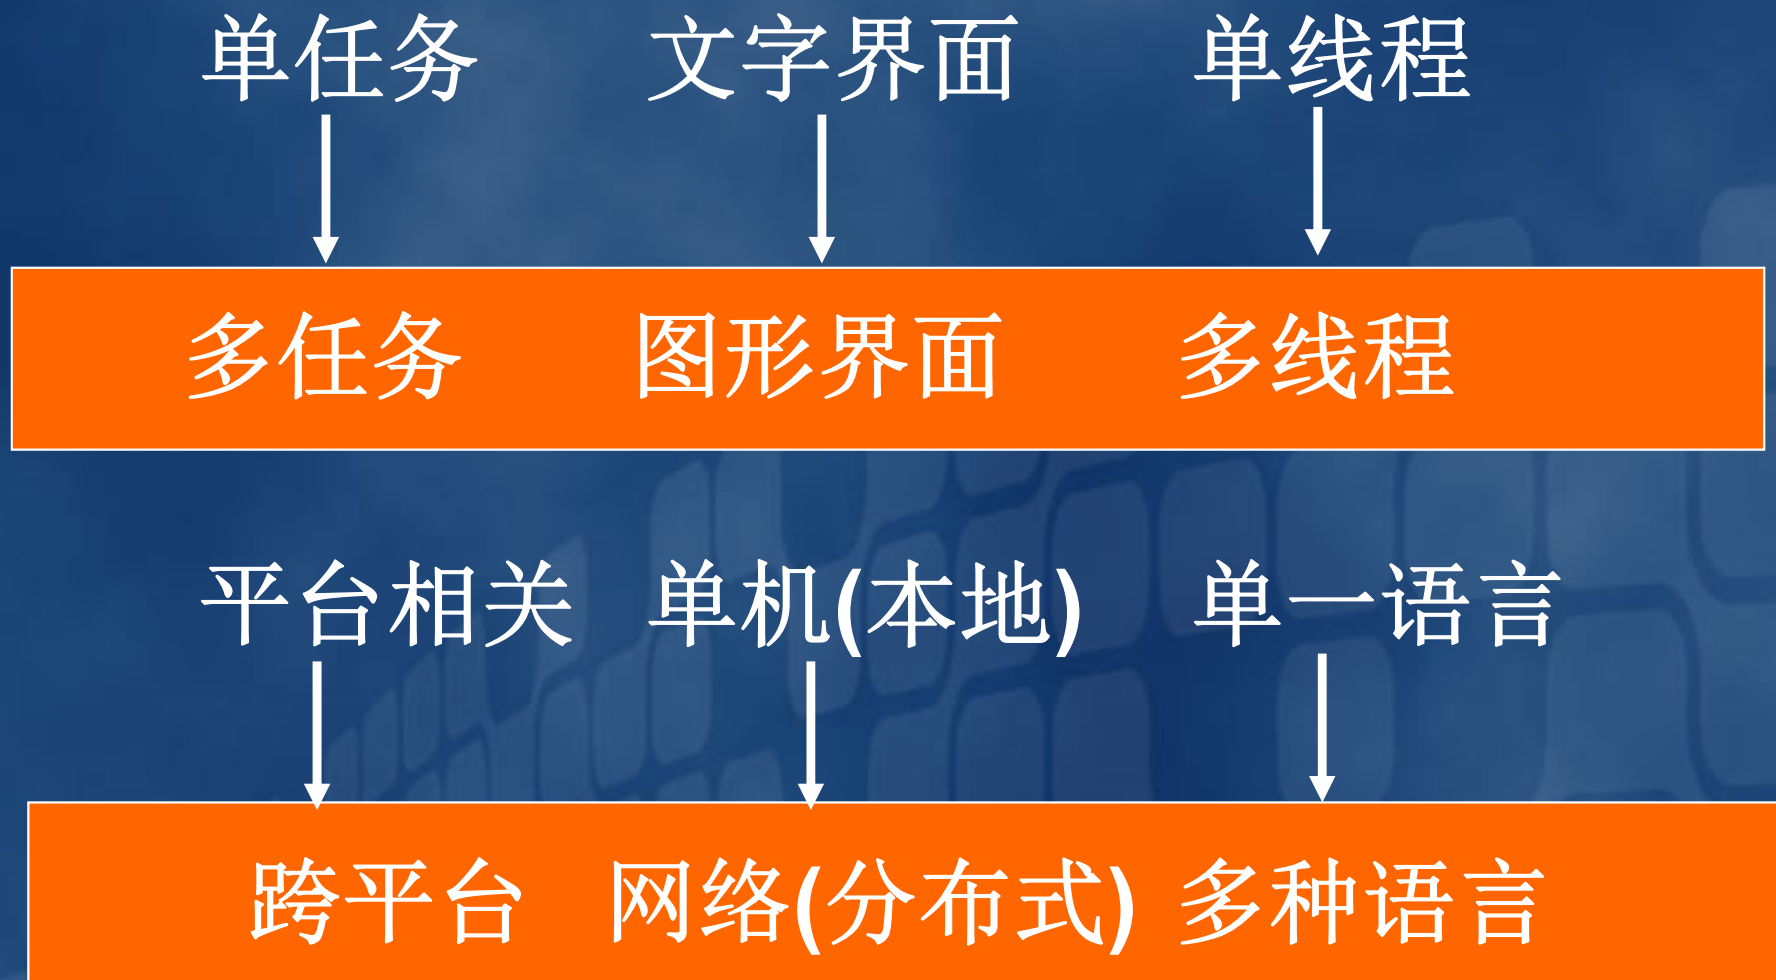 单任务 文字界面 单线程
多任务 图形界面 多线程
平台相关 单机(本地) 单一语言
跨平台 网络(分布式) 多种语言